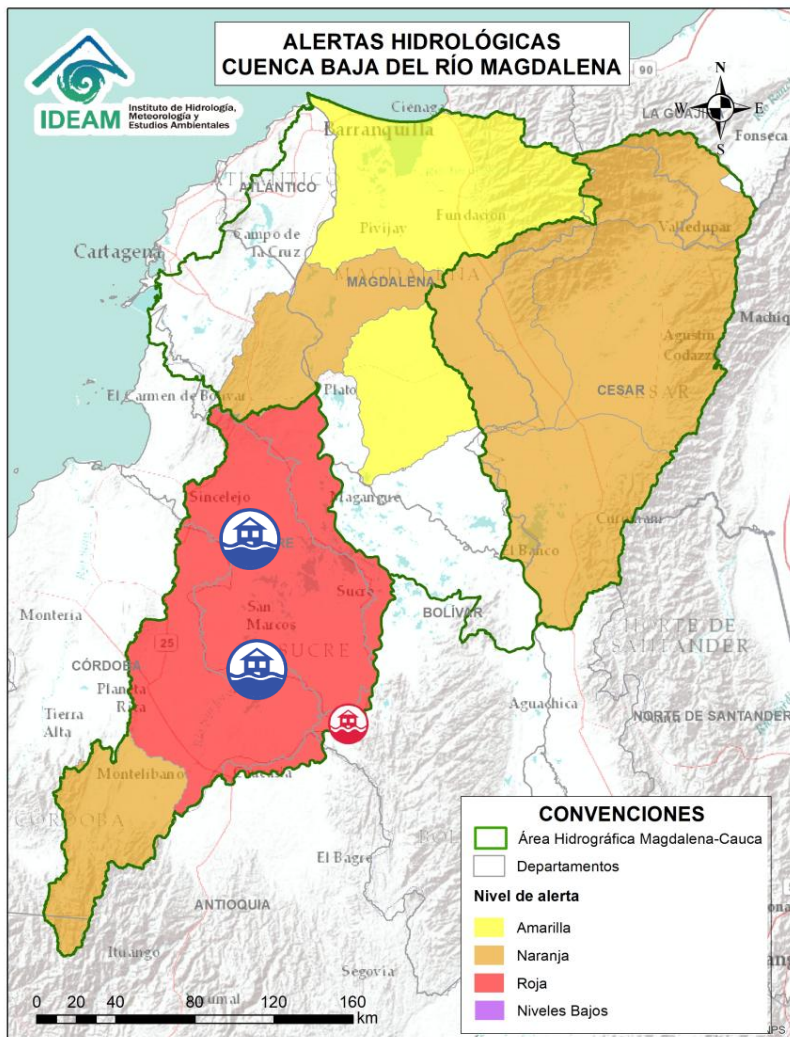 ALERTAS HIDROLÓGICAS
CUENCA BAJA DEL RÍO MAGDALENA
IDEAM
Instituto de Hidrología,
Meteorología y
Estudios Ambientales
N
W
E
S
90
Ciénaga
LA GUAJIRA
Barranquilla
Fonseca
ATLÁNTICO
Pivijay
Fundación
Valledupar
Campo de
la Cruz
Cartagena
MAGDALENA
Agustín
Codazzi
El Carmen de Bolívar
Plato
CESAR
Sincelejo
Magangué
El Banco
Sucre
BOLÍVAR
Montería
San
Marcos
SUCRE
NORTE DE
SANTANDER
25
CÓRDOBA
Planeta
Rica
Aguachica
Tierra
Alta
NORTE DE SANTANDER
Montelíbano
CÓRDOBA
El Bagre
ANTIOQUIA
Ituango
Segovia
CONVENCIONES
Área Hidrográfica Magdalena-Cauca
Departamentos
Nivel de alerta
Amarilla
Naranja
Roja
Niveles Bajos
0 20 40 80 120 160
km